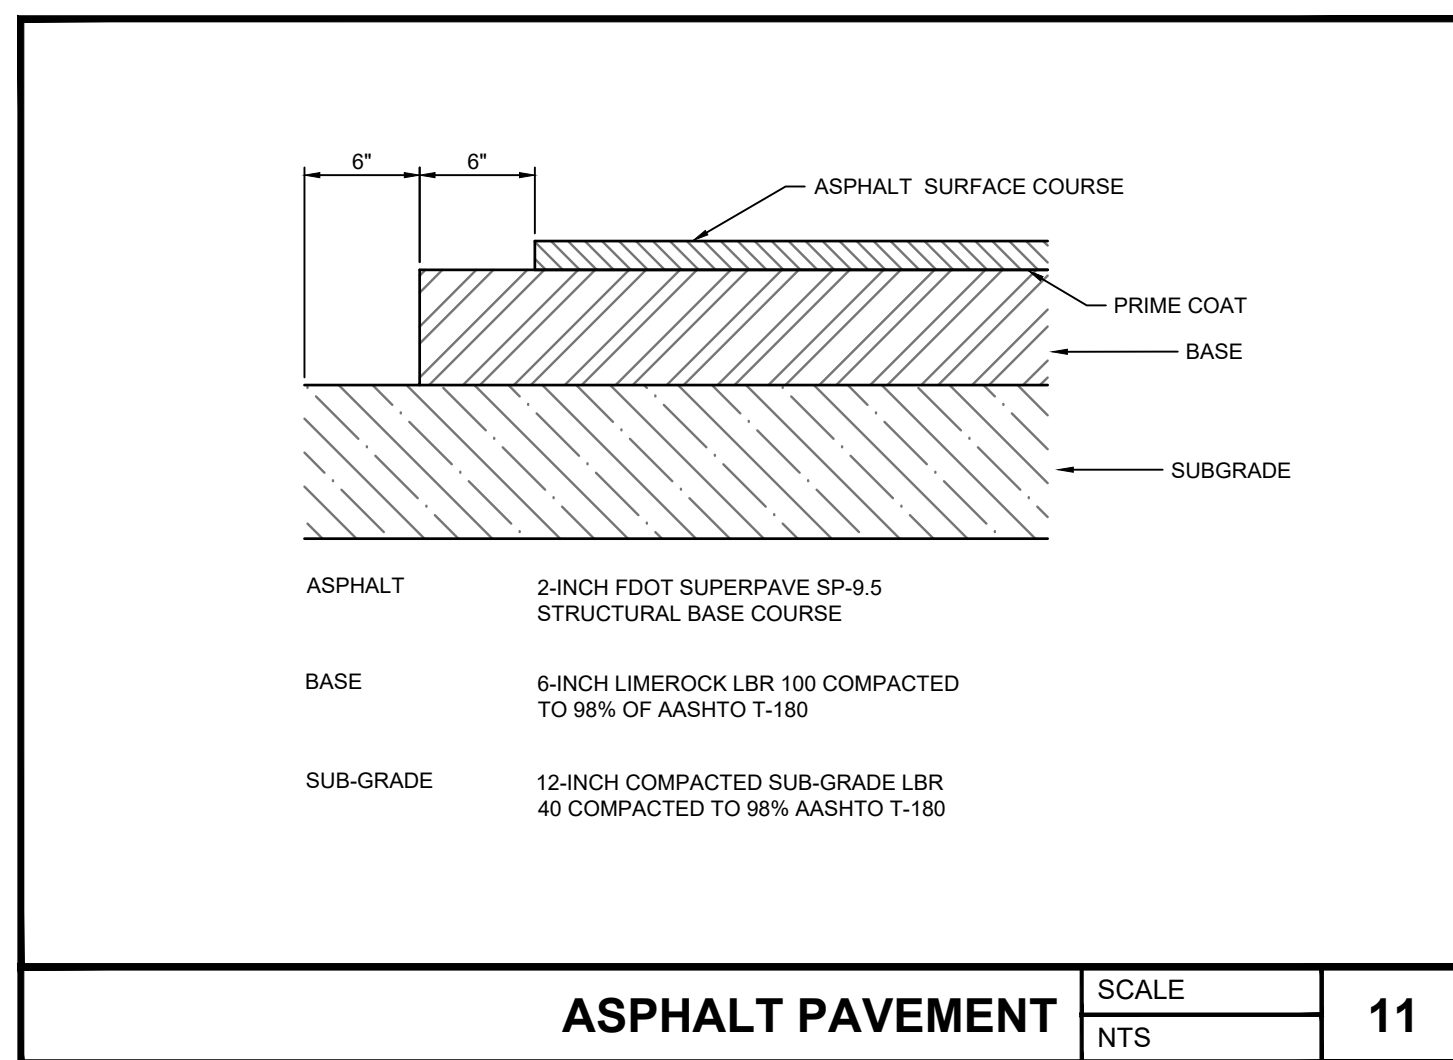 6" 6"
ASPHALT SURFACE COURSE
PRIME COAT
BASE
SUBGRADE
ASPHALT 2-INCH FDOT SUPERPAVE SP-9.5
STRUCTURAL BASE COURSE
BASE 6-INCH LIMEROCK LBR 100 COMPACTED
TO 98% OF AASHTO T-180
SUB-GRADE 12-INCH COMPACTED SUB-GRADE LBR
40 COMPACTED TO 98% AASHTO T-180
ASPHALT PAVEMENT
SCALE
NTS
11